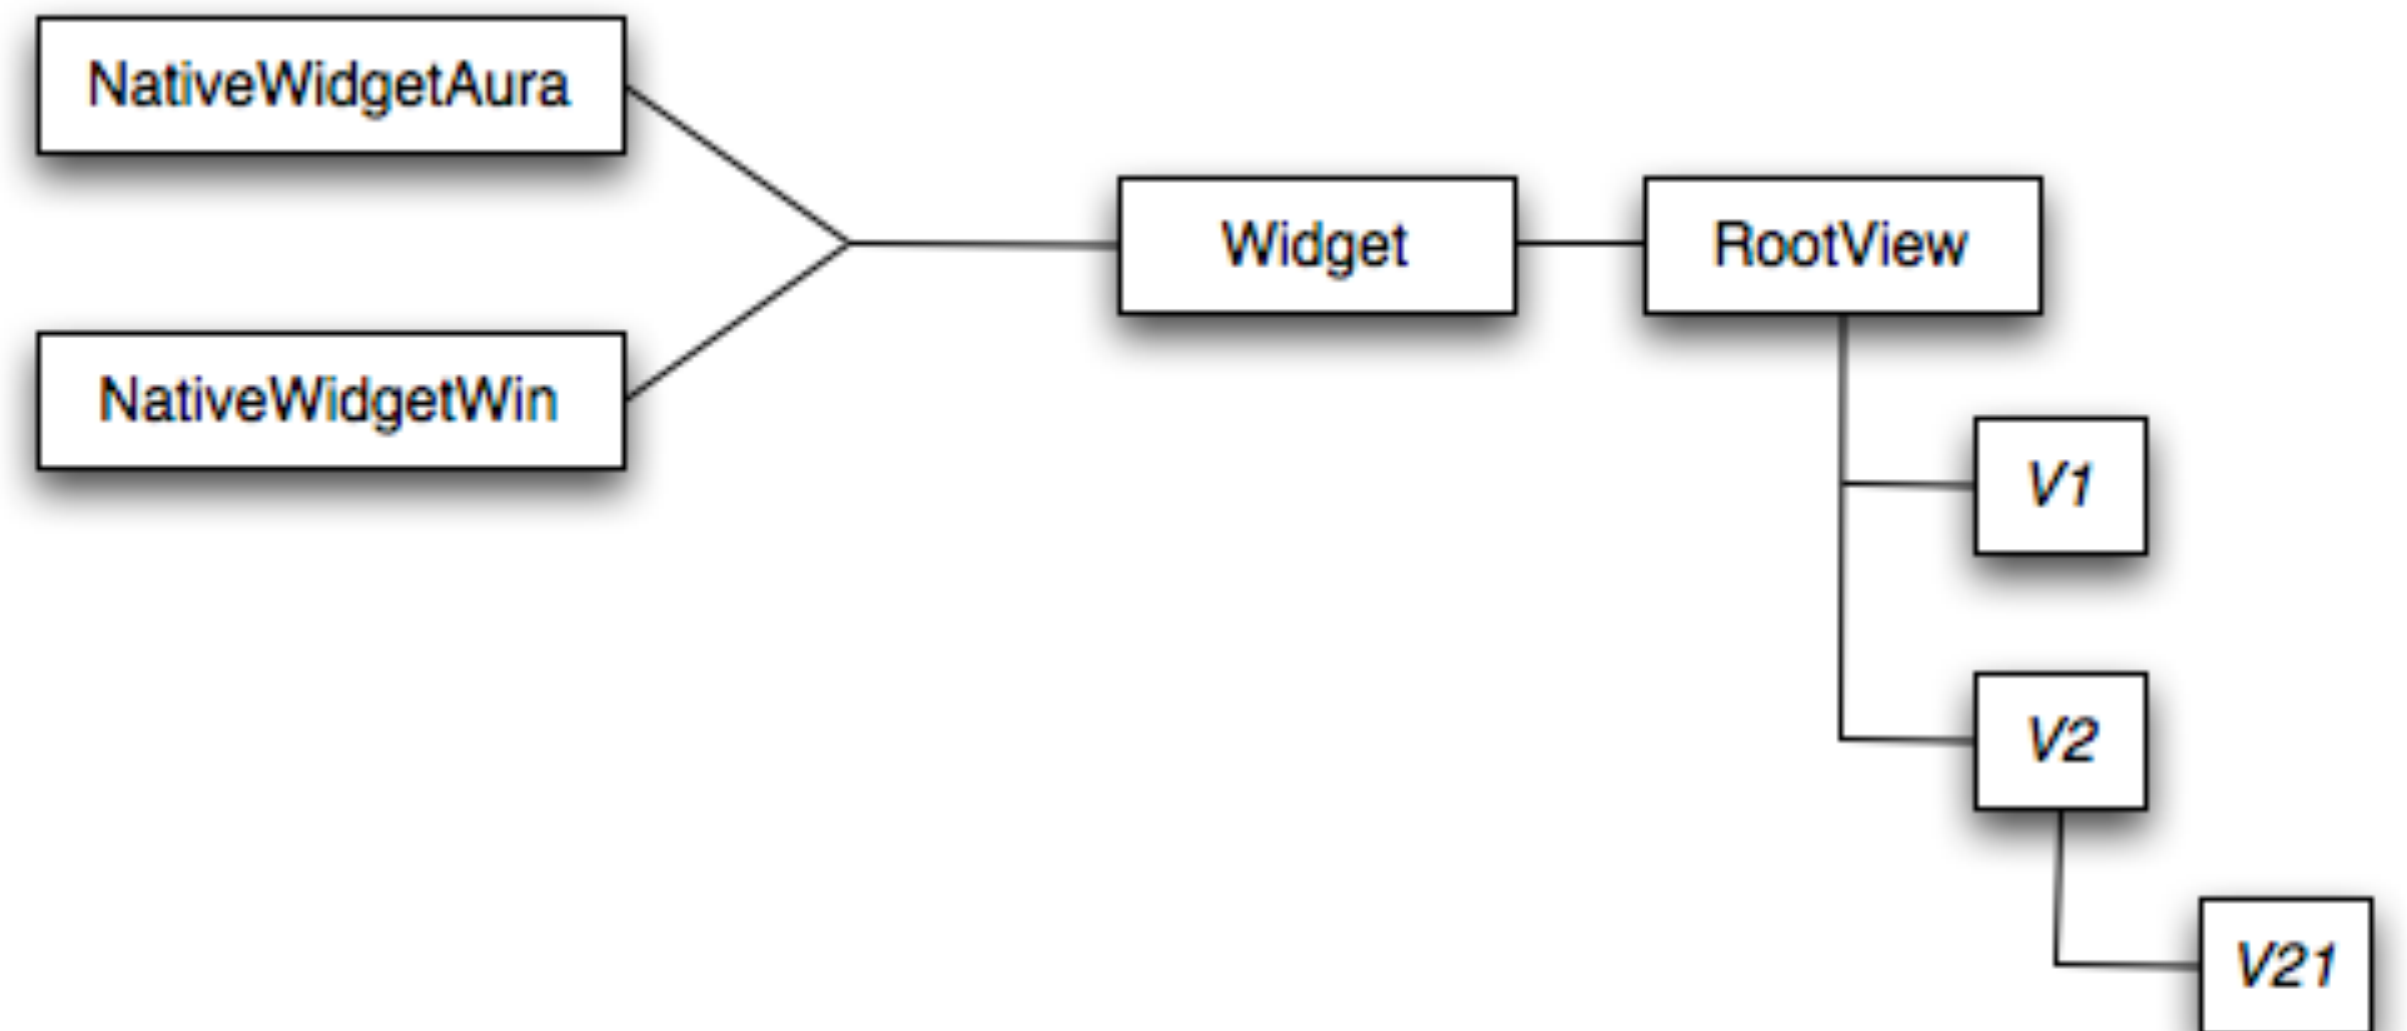 NativeWidgetAura
Widget
RootView
NativeWidgetWin
V1
V2
V21